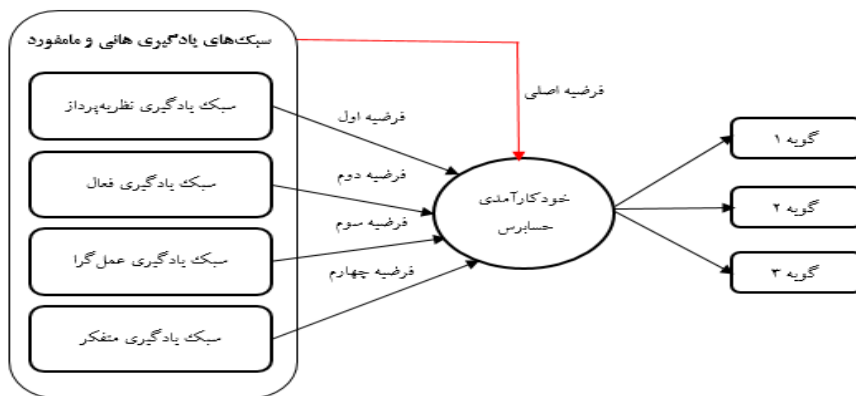 سبک‌های یادگیری هانی و مامفورد
سبک یادگیری نظریه‌پرداز
سبک یادگیری فعال
سبک یادگیری عمل‌گرا
سبک یادگیری متفکر
فرضیه اصلی
فرضیه اول
فرضیه دوم
فرضیه سوم
فرضیه چهارم
خودکارآمدی
حسابرس
گویه ۱
گویه ۲
گویه ۳